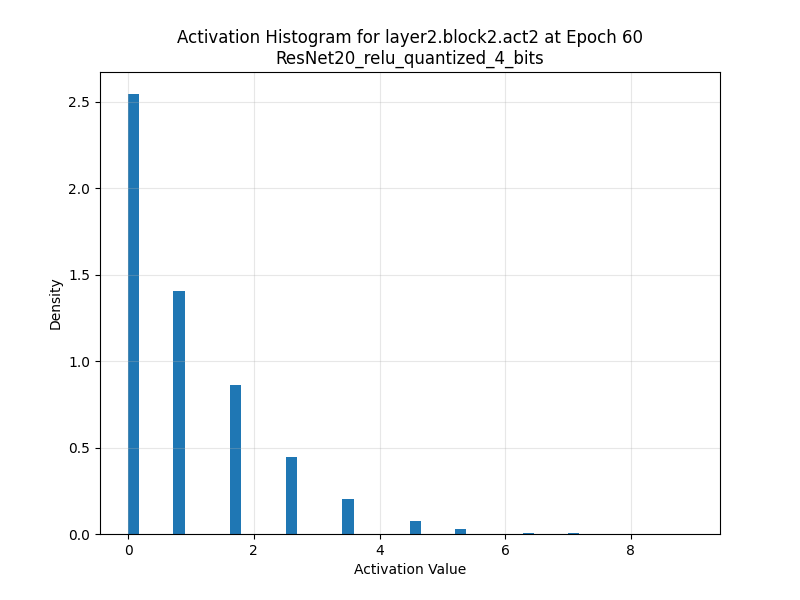 Activation Histogram for layer2.block2.act2 at Epoch 60
ResNet20_relu_quantized_4_bits
2.5
2.0
1.5
1.0
0.5
0.0
Density
0 2 4 6 8
Activation Value